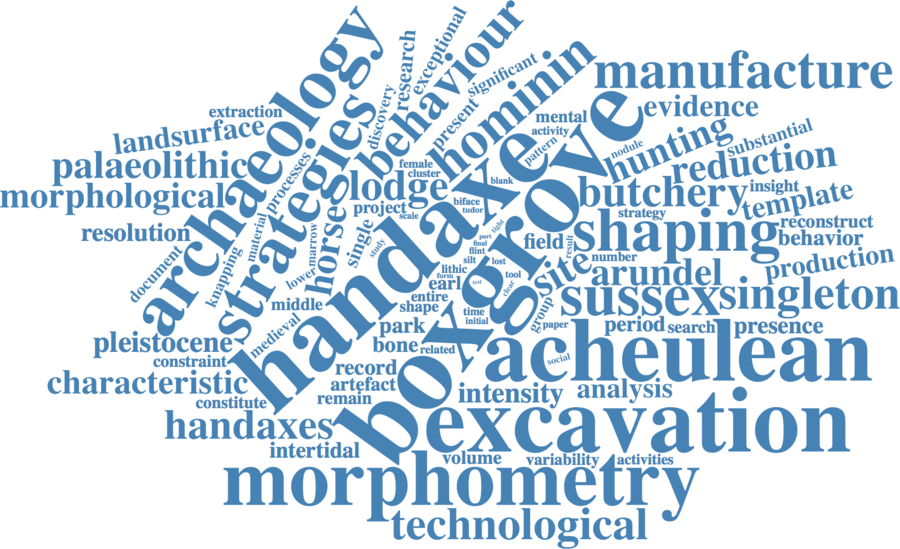 exceptional
behaviour
archaeology
research
significant
hominin
manufacture
discovery
present
extraction
landsurface
strategies
mental
evidence
activity
pattern
hunting
substantial
nodule
palaeolithic
processes
female
cluster
handaxe
boxgrove
reduction
morphological
lodge
blank
butchery
insight
template
horse
project
scale
biface
tudor
strategy
shaping
reconstruct
behavior
resolution
material
marrow
single
study
tight
part
final
flint
field
result
document
knapping
lower
silt
lost
site
number
arundel
production
lithic
form
tool
test
clear
earl
middle
entire
shape
time
initial
group
sussex
singleton
medieval
park
paper
period
search
presence
pleistocene
bone
related
acheulean
constraint
social
characteristic
record
artefact
remain
intensity
analysis
constitute
handaxes
excavation
intertidal
volume
variability
activities
morphometry
technological